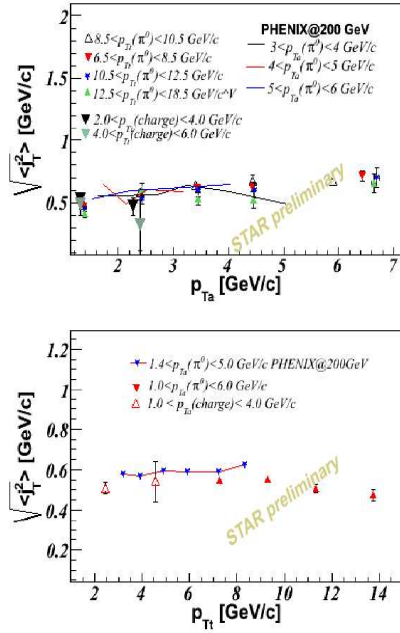 8.5<p_Tt(π⁰)<10.5 GeV/c
6.5<p_Tt(π⁰)<8.5 GeV/c
10.5<p_Tt(π⁰)<12.5 GeV/c
12.5<p_Tt(π⁰)<18.5 GeV/c^V
2.0<p_Tt(charge)<4.0 GeV/c
4.0<p_Tt(charge)<6.0 GeV/c
PHENIX@200 GeV
3<p_Ta(π⁰)<4 GeV/c
4<p_Ta(π⁰)<5 GeV/c
5<p_Ta(π⁰)<6 GeV/c
√<j_T²> [GeV/c]
2
1.5
1
0.5
STAR preliminary
1 2 3 4 5 6 7
p_Ta [GeV/c]
1.4<p_Ta(π⁰)<5.0 GeV/c PHENIX@200GeV
1.0<p_Ta(π⁰)<6.0 GeV/c
1.0 < p_Ta(charge)< 4.0 GeV/c
√<j_T²> [GeV/c]
1.2
1
0.8
0.6
0.4
0.2
STAR preliminary
2 4 6 8 10 12 14
p_Tt [GeV/c]